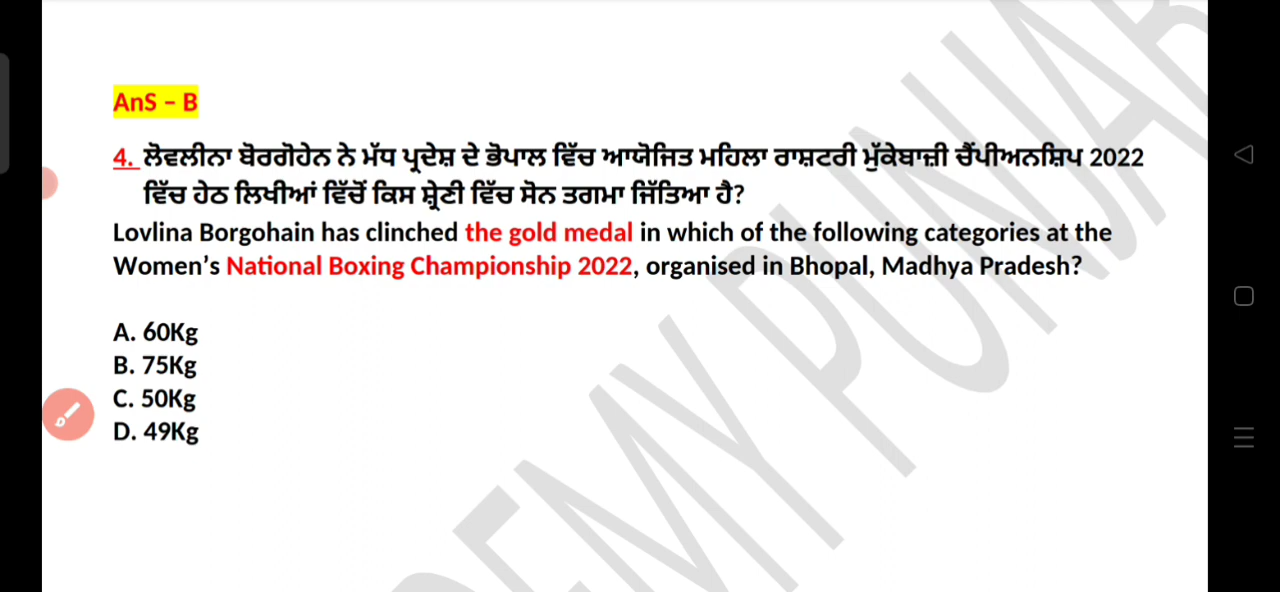 AnS – B
4. ਲੋਵਲੀਨਾ ਬੋਰਗੋਹੇਨ ਨੇ ਮੱਧ ਪ੍ਰਦੇਸ਼ ਦੇ ਭੋਪਾਲ ਵਿੱਚ ਆਯੋਜਿਤ ਮਹਿਲਾ ਰਾਸ਼ਟਰੀ ਮੁੱਕੇਬਾਜ਼ੀ ਚੈਂਪੀਅਨਸ਼ਿਪ 2022
ਵਿੱਚ ਹੇਠ ਲਿਖੀਆਂ ਵਿੱਚੋਂ ਕਿਸ ਸ਼੍ਰੇਣੀ ਵਿੱਚ ਸੋਨ ਤਗਮਾ ਜਿੱਤਿਆ ਹੈ?
Lovlina Borgohain has clinched the gold medal in which of the following categories at the
Women’s National Boxing Championship 2022, organised in Bhopal, Madhya Pradesh?
A. 60Kg
B. 75Kg
C. 50Kg
D. 49Kg